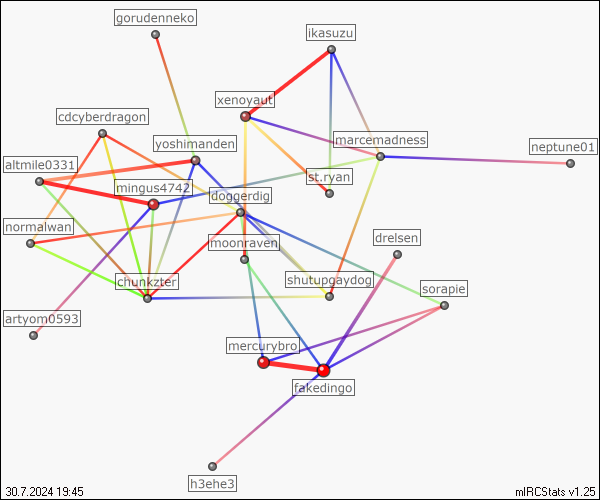 gorudenneko
ikasuzu
xenoyaut
cdcyberdragon
yoshimanden
marcemadness
neptune01
altmile0331
mingus4742
st.ryan
doggerdig
normalwan
moonraven
drelsen
chunkzter
shutupgaydog
sorapie
artyom0593
mercurybro
fakedingo
h3ehe3
30.7.2024 19:45
mIRCStats v1.25